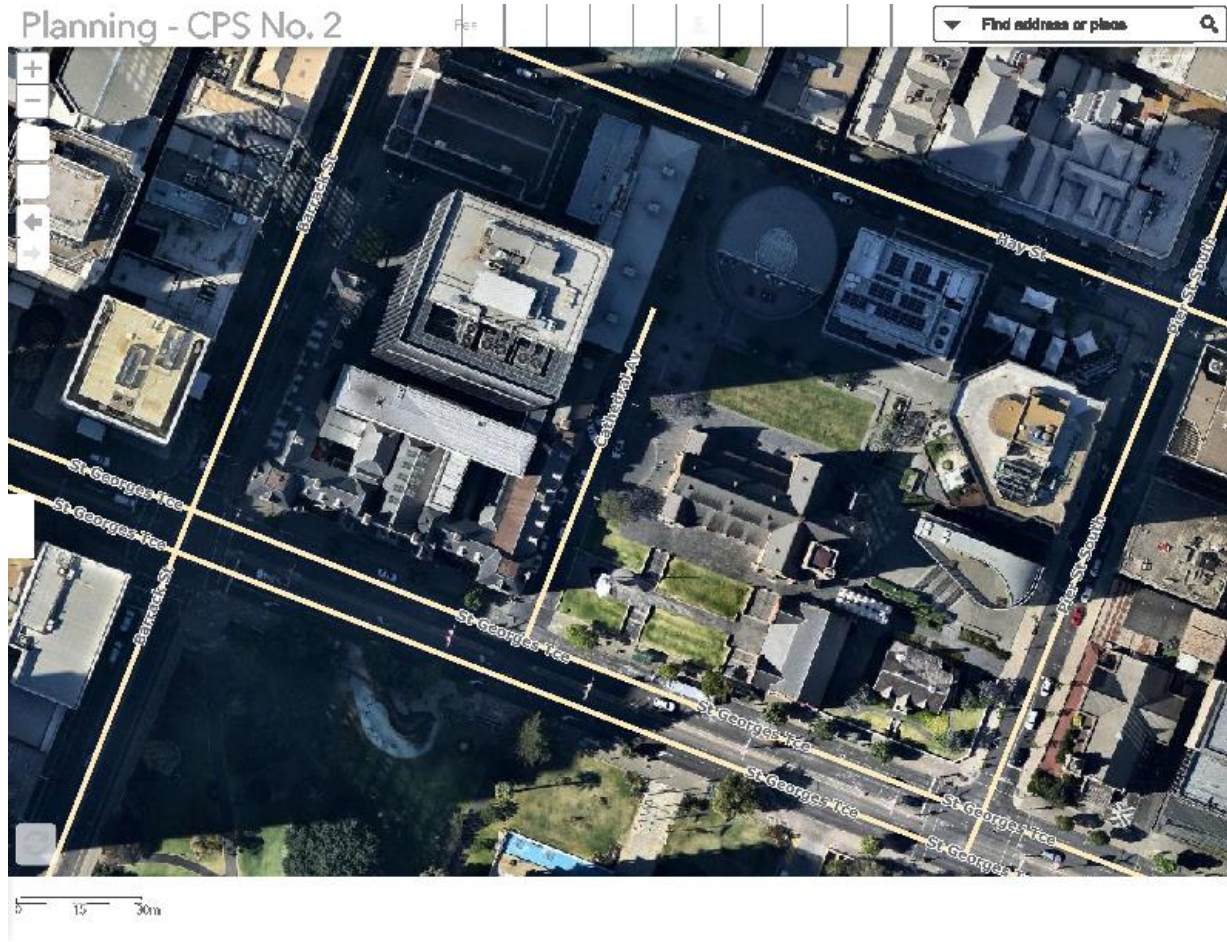 Planning - CPS No. 2
Find address or place
Barrack St
Hay St
Pier St South
Cathedral Av
St Georges Tce
St Georges Tce
Barrack St
Pier St South
St Georges Tce
St Georges Tce
St Georges Tce
St Georges Tce
St Georges
0 15 30m